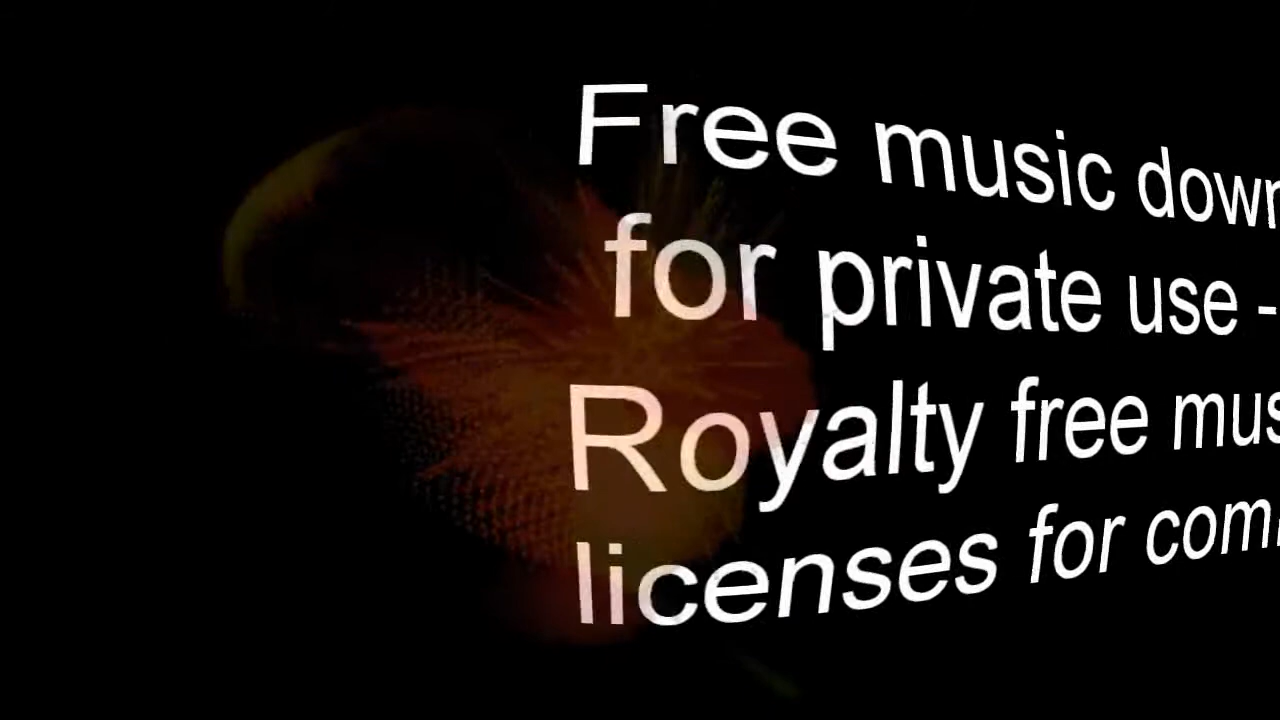 Free music down
for private use -
Royalty free mus
licenses for com